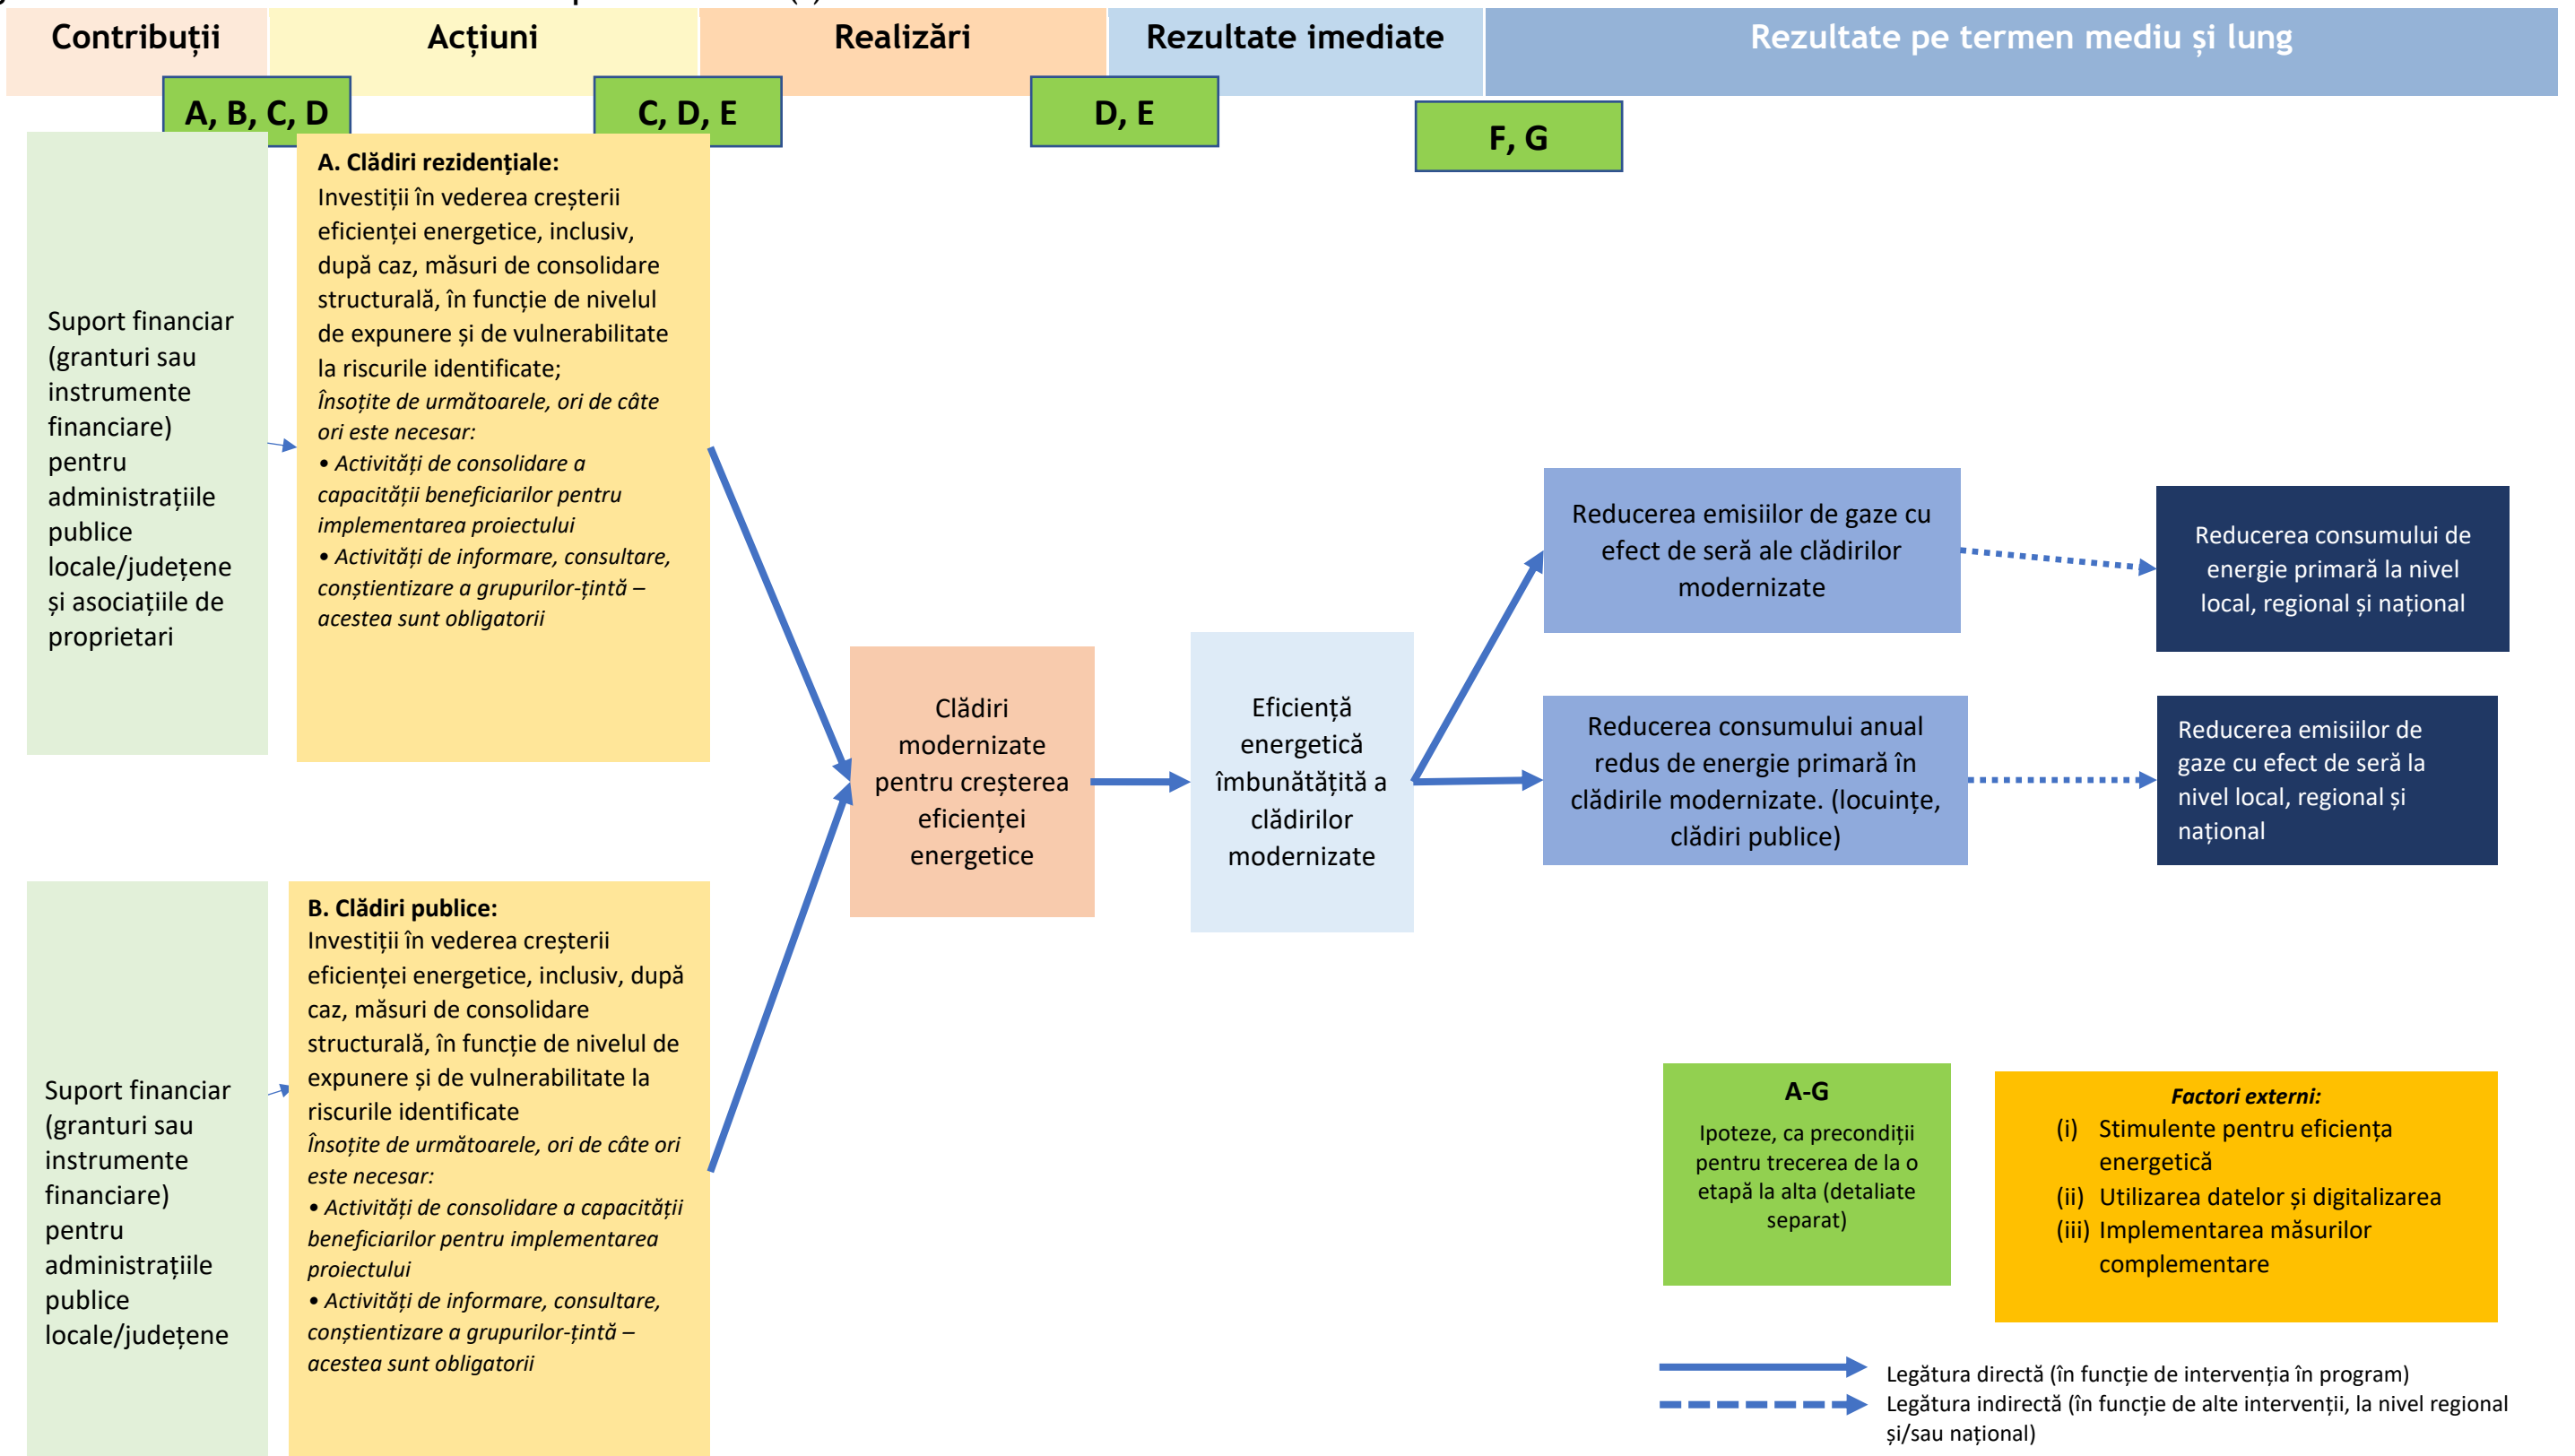 Contribuții
Acțiuni
Realizări
Rezultate imediate
Rezultate pe termen mediu și lung
A, B, C, D
C, D, E
D, E
F, G
Suport financiar
(granturi sau
instrumente
financiare)
pentru
administrațiile
publice
locale/județene
și asociațiile de
proprietari
A. Clădiri rezidențiale:
Investiții în vederea creșterii
eficienței energetice, inclusiv,
după caz, măsuri de consolidare
structurală, în funcție de nivelul
de expunere și de vulnerabilitate
la riscurile identificate;
Însoțite de următoarele, ori de câte
ori este necesar:
• Activități de consolidare a
capacității beneficiarilor pentru
implementarea proiectului
• Activități de informare, consultare,
conștientizare a grupurilor-țintă –
acestea sunt obligatorii
Suport financiar
(granturi sau
instrumente
financiare)
pentru
administrațiile
publice
locale/județene
B. Clădiri publice:
Investiții în vederea creșterii
eficienței energetice, inclusiv, după
caz, măsuri de consolidare
structurală, în funcție de nivelul de
expunere și de vulnerabilitate la
riscurile identificate
Însoțite de următoarele, ori de câte ori
este necesar:
• Activități de consolidare a capacității
beneficiarilor pentru implementarea
proiectului
• Activități de informare, consultare,
conștientizare a grupurilor-țintă –
acestea sunt obligatorii
Clădiri
modernizate
pentru creșterea
eficienței
energetice
Eficiență
energetică
îmbunătățită a
clădirilor
modernizate
Reducerea emisiilor de gaze cu
efect de seră ale clădirilor
modernizate
Reducerea consumului anual
redus de energie primară în
clădirile modernizate. (locuințe,
clădiri publice)
Reducerea consumului de
energie primară la nivel
local, regional și național
Reducerea emisiilor de
gaze cu efect de seră la
nivel local, regional și
național
A-G
Ipoteze, ca precondiții
pentru trecerea de la o
etapă la alta (detaliate
separat)
Factori externi:
(i) Stimulente pentru eficiența
energetică
(ii) Utilizarea datelor și digitalizarea
(iii) Implementarea măsurilor
complementare
Legătura directă (în funcție de intervenția în program)
Legătura indirectă (în funcție de alte intervenții, la nivel regional
și/sau național)